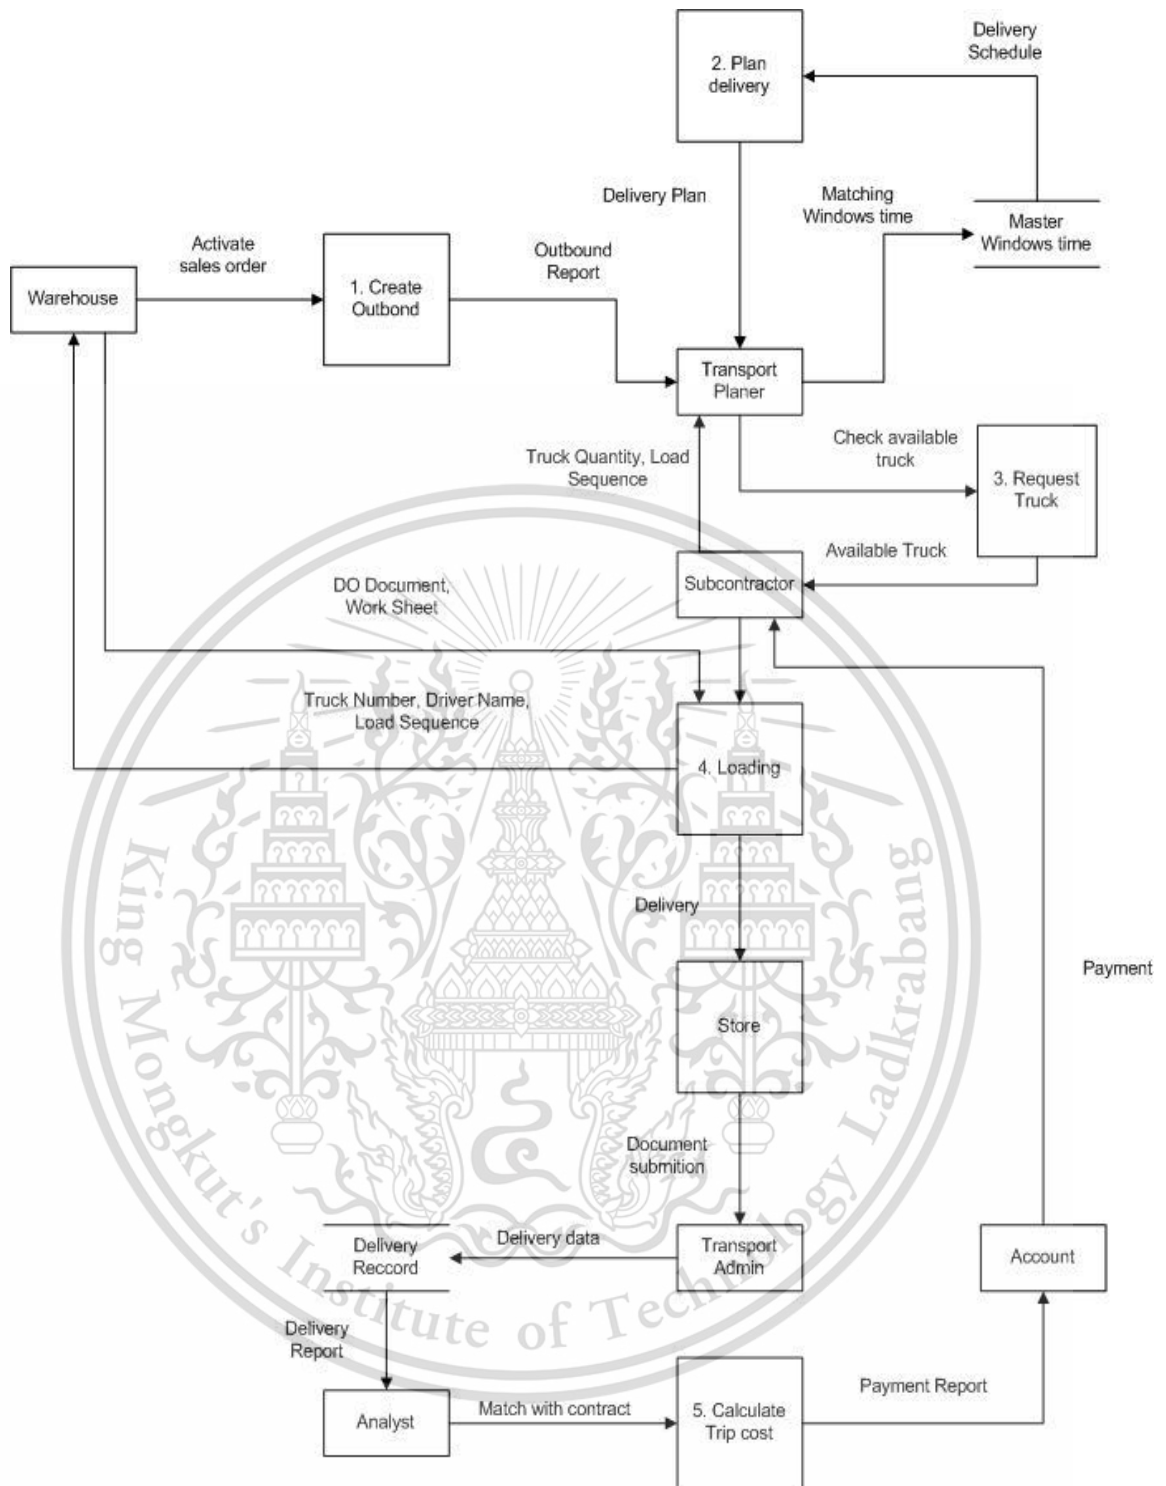 Delivery
Schedule
2. Plan
delivery
Delivery Plan
Matching
Windows time
Master
Windows time
Activate
sales order
Outbound
Report
Warehouse
1. Create
Outbond
Transport
Planer
Check available
truck
Truck Quantity, Load
Sequence
3. Request
Truck
Available Truck
Subcontractor
DO Document,
Work Sheet
Truck Number, Driver Name,
Load Sequence
4. Loading
Delivery
Payment
Store
Document
submition
Delivery
Reccord
Delivery data
Transport
Admin
Account
Delivery
Report
Payment Report
Analyst
Match with contract
5. Calculate
Trip cost
King Mongkut's Institute of Technology Ladkrabang